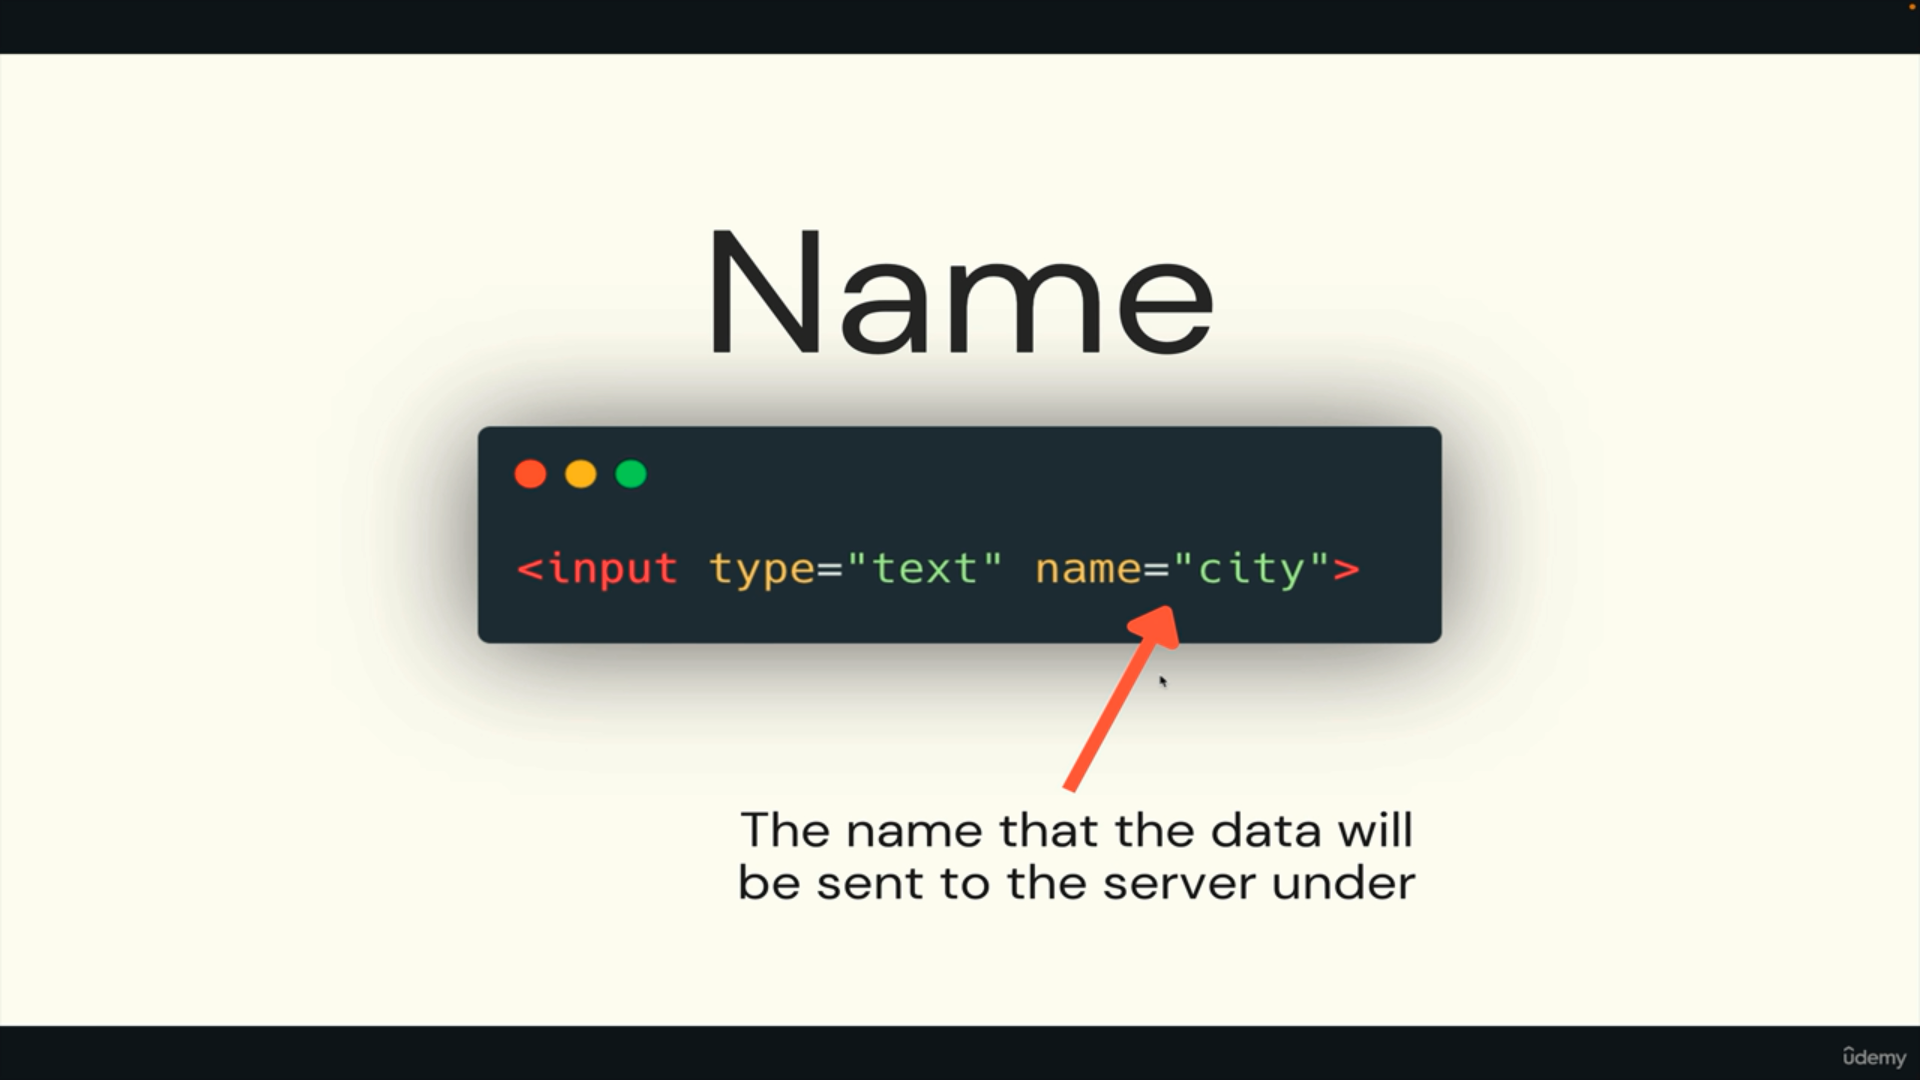 Name
<input type="text" name="city">
The name that the data will
be sent to the server under
ûdemy